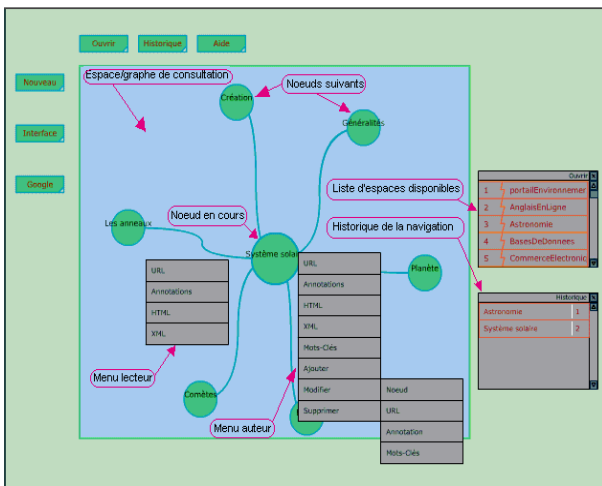 Ouvrir
Historique
Aide
Nouveau
Interface
Google
Espace/graphe de consultation
Création
Noeuds suivants
Généralités
Les anneaux
Noeud en cours
Système solai
Planète
Comètes
URL
Annotations
HTML
XML
Menu lecteur
URL
Annotations
HTML
XML
Mots-Clés
Ajouter
Modifier
Supprimer
Menu auteur
Noeud
URL
Annotation
Mots-Clés
Liste d'espaces disponibles
Historique de la navigation
Ouvrir
1 portailEnvironnemer
2 AnglaisEnLigne
3 Astronomie
4 BasesDeDonnees
5 CommerceElectronic
Historique
Astronomie 1
Système solaire 2